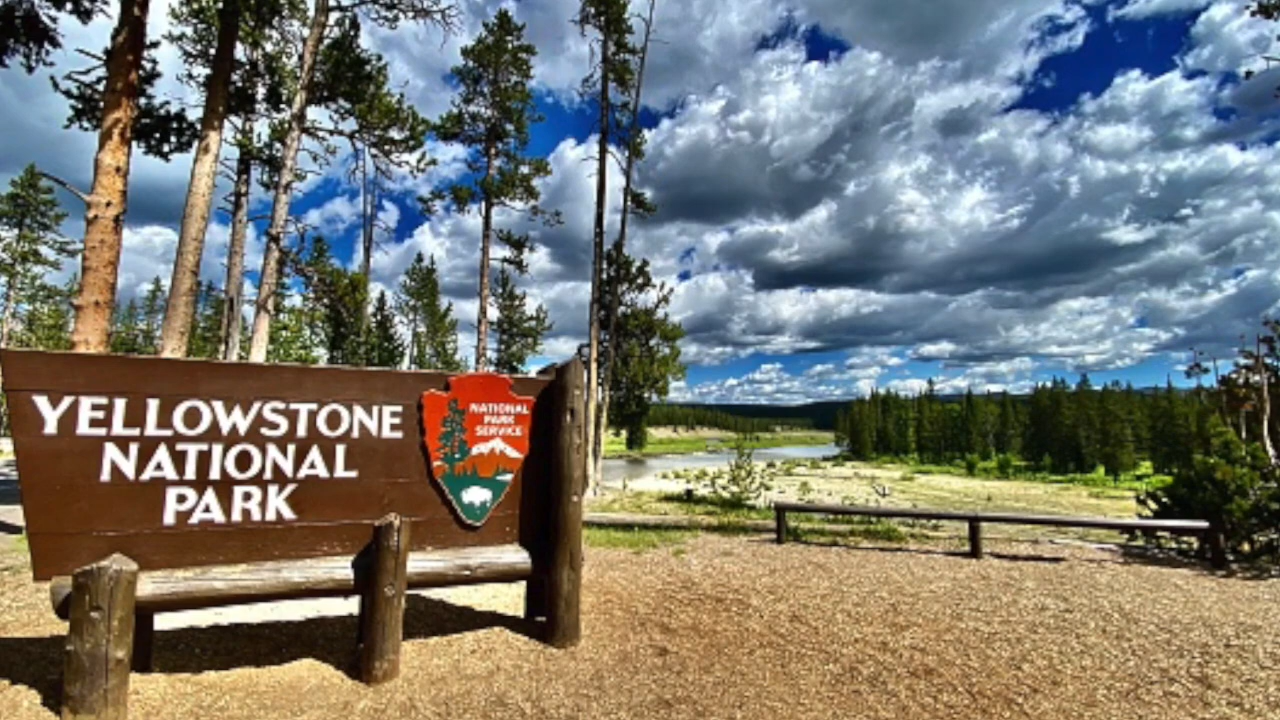 YELLOWSTONE
NATIONAL
PARK
NATIONAL
PARK
SERVICE